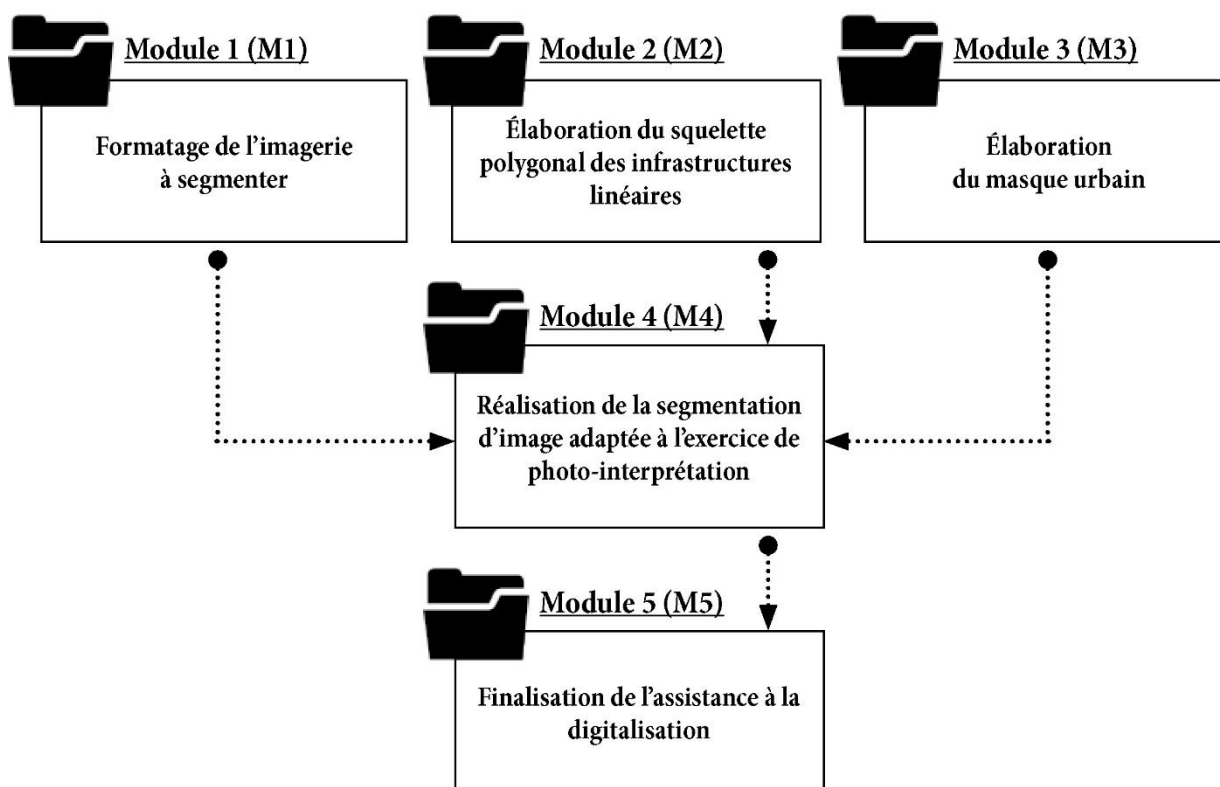 Module 1 (M1)
Formatage de l’imagerie
à segmenter
Module 2 (M2)
Élaboration du squelette
polygonal des infrastructures
linéaires
Module 3 (M3)
Élaboration
du masque urbain
Module 4 (M4)
Réalisation de la segmentation
d’image adaptée à l’exercice de
photo-interprétation
Module 5 (M5)
Finalisation de l’assistance à la
digitalisation